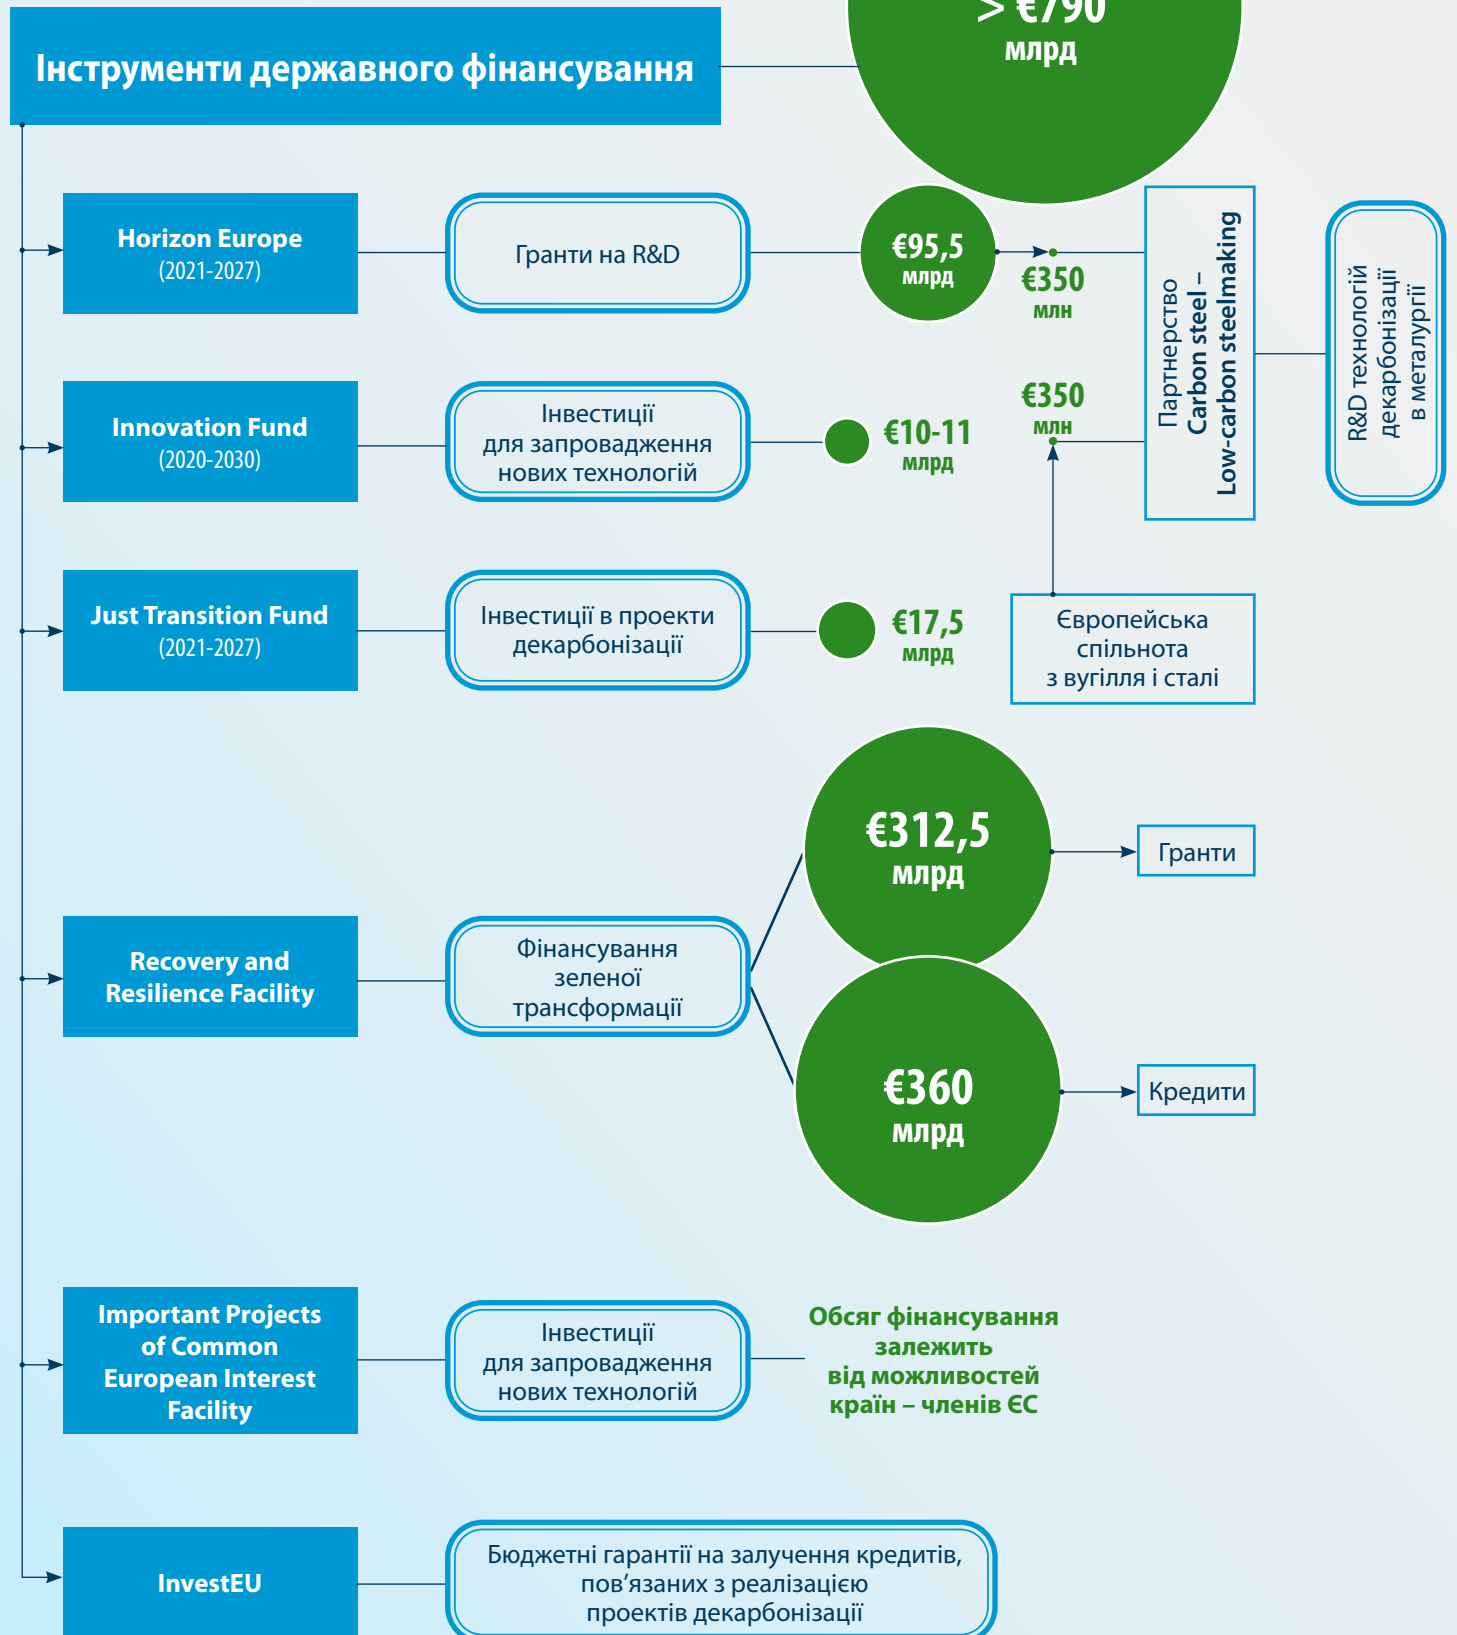 > €790
млрд
Інструменти державного фінансування
Horizon Europe
(2021-2027)
Гранти на R&D
€95,5
млрд
€350
млн
Партнерство
Carbon steel –
Low-carbon steelmaking
R&D технологій
декарбонізації
в металургії
Innovation Fund
(2020-2030)
Інвестиції
для запровадження
нових технологій
€10-11
млрд
€350
млн
Just Transition Fund
(2021-2027)
Інвестиції в проекти
декарбонізації
€17,5
млрд
Європейська
спільнота
з вугілля і сталі
Recovery and
Resilience Facility
Фінансування
зеленої
трансформації
€312,5
млрд
Гранти
€360
млрд
Кредити
Important Projects
of Common
European Interest
Facility
Інвестиції
для запровадження
нових технологій
Обсяг фінансування
залежить
від можливостей
країн – членів ЄС
InvestEU
Бюджетні гарантії на залучення кредитів,
пов’язаних з реалізацією
проектів декарбонізації